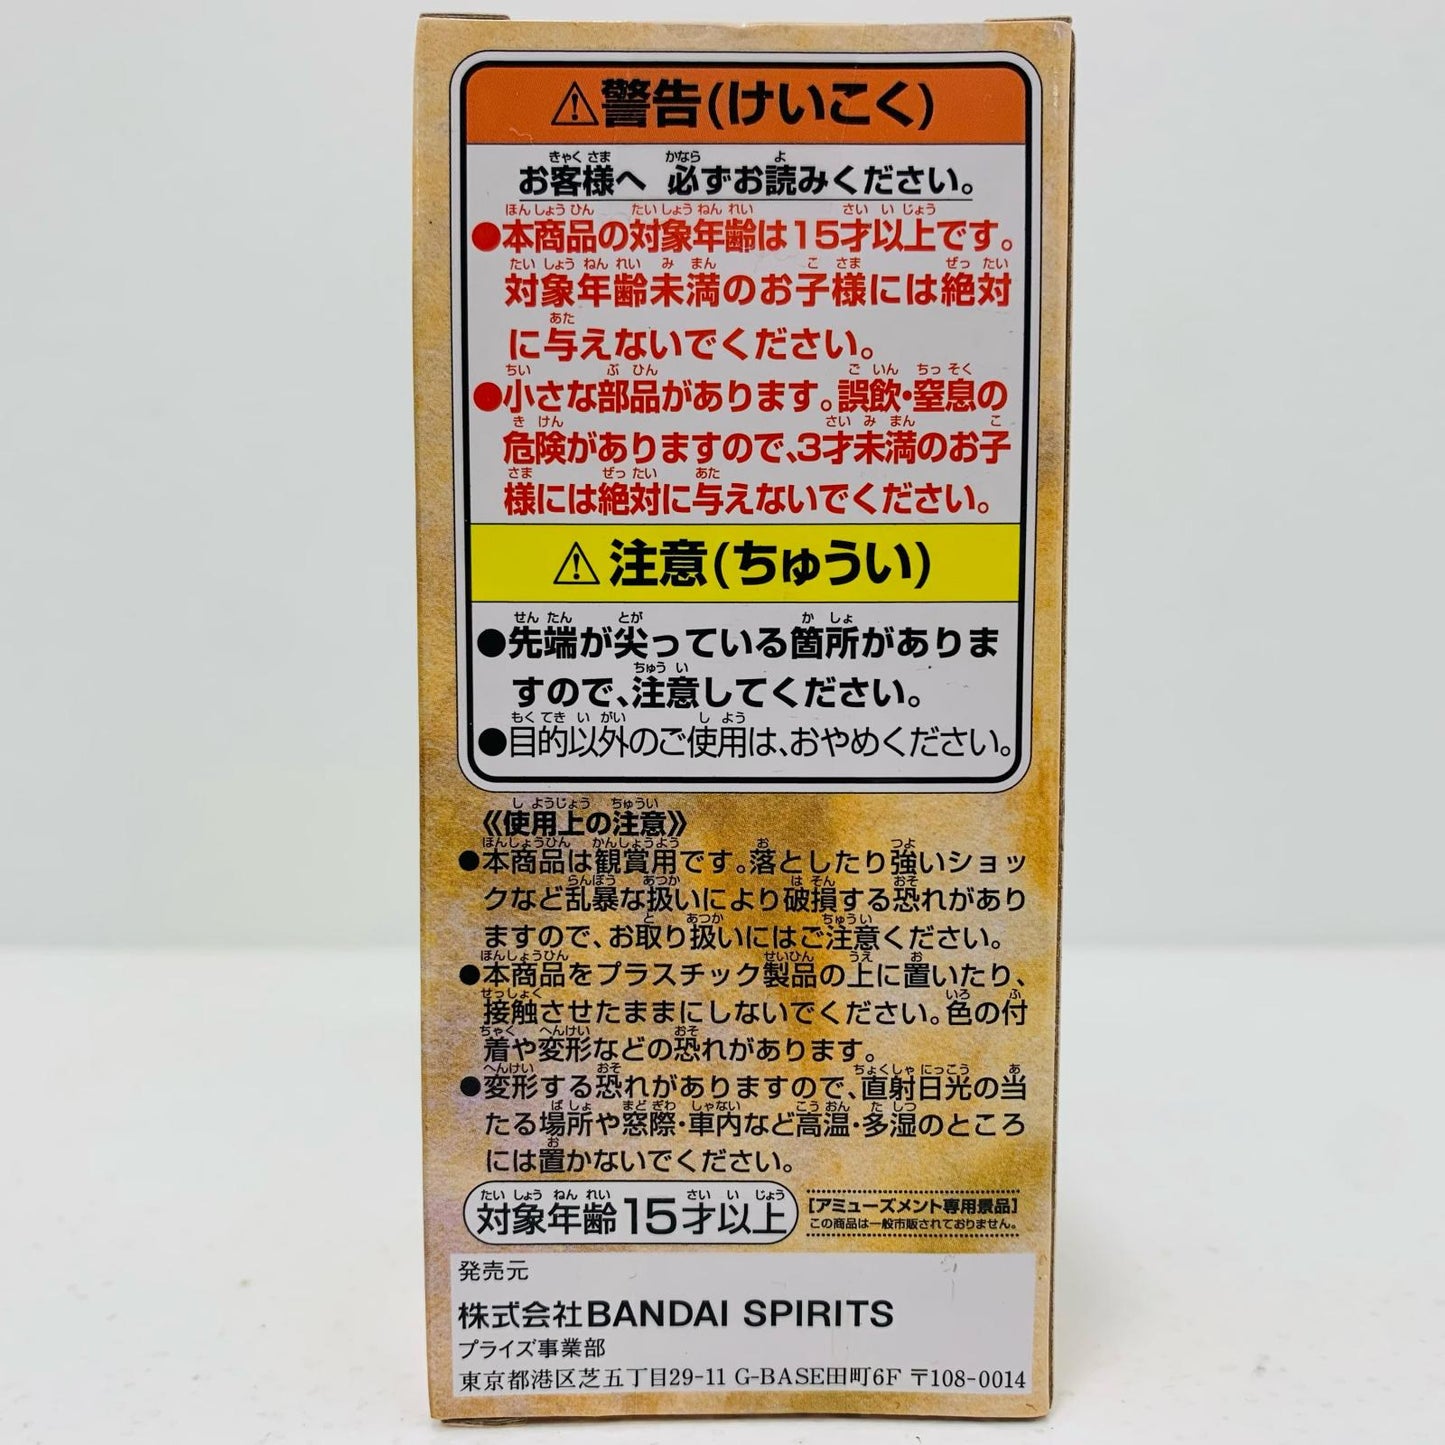 ⚠警告(けいこく)
お客様へ 必ずお読みください。
●本商品の対象年齢は15才以上です。
対象年齢未満のお子様には絶対
に与えないでください。
●小さな部品があります。誤飲・窒息の
危険がありますので、3才未満のお子
様には絶対に与えないでください。
⚠注意(ちゅうい)
●先端が尖っている箇所がありま
すので、注意してください。
●目的以外のご使用は、おやめください。
《使用上の注意》
●本商品は観賞用です。落としたり強いショッ
クなど乱暴な扱いにより破損する恐れがあり
ますので、お取り扱いにはご注意ください。
●本商品をプラスチック製品の上に置いたり、
接触させたままにしないでください。色の付
着や変形などの恐れがあります。
●変形する恐れがありますので、直射日光の当
たる場所や窓際・車内など高温・多湿のところ
には置かないでください。
対象年齢15才以上
[アミューズメント専用景品]
この商品は一般市販されておりません。
発売元
株式会社BANDAI SPIRITS
プライズ事業部
東京都港区芝五丁目29-11 G-BASE田町6F 〒108-0014